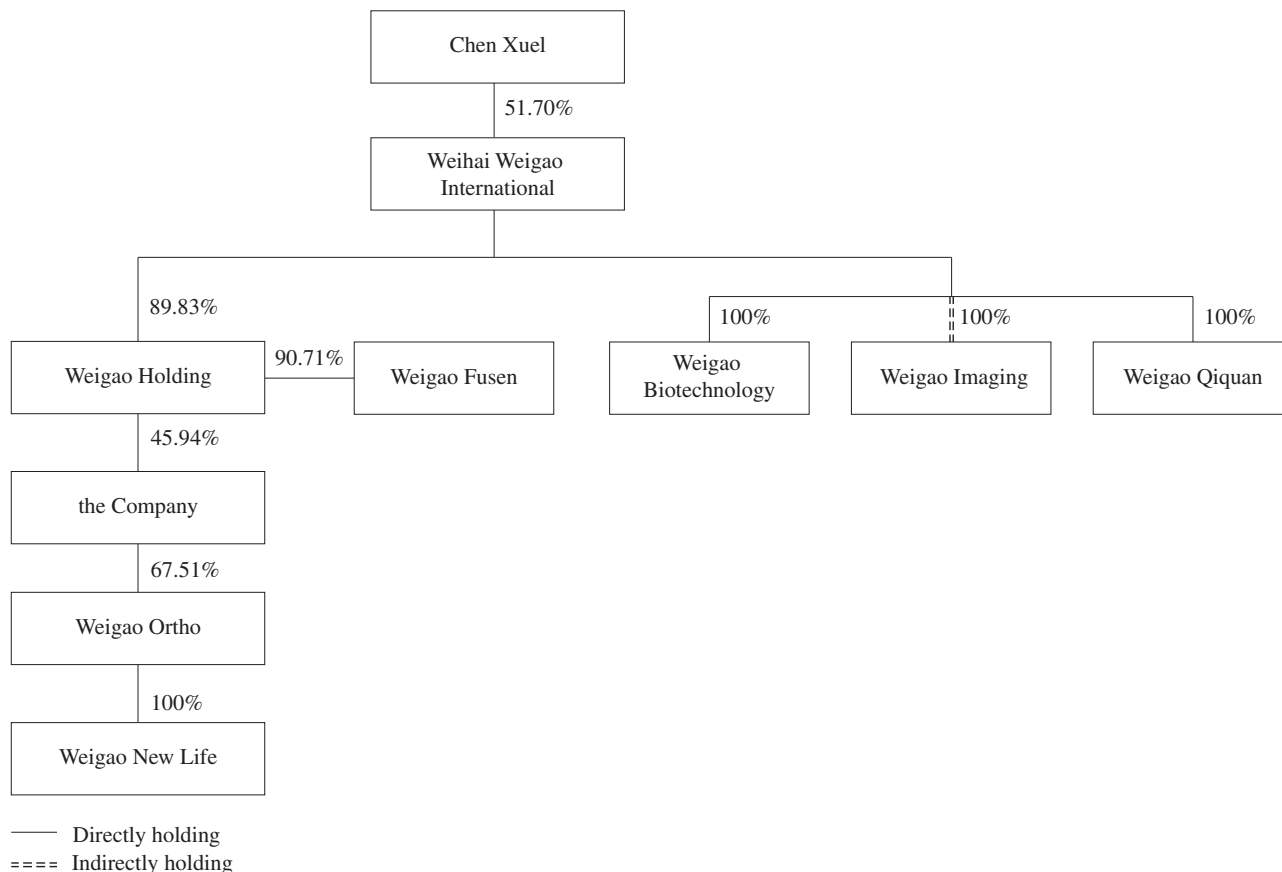 Chen Xuel
51.70%
Weihai Weigao
International
89.83%
100%
100%
100%
Weigao Holding
90.71%
Weigao Fusen
Weigao
Biotechnology
Weigao Imaging
Weigao Qiquan
45.94%
the Company
67.51%
Weigao Ortho
100%
Weigao New Life
Directly holding
Indirectly holding